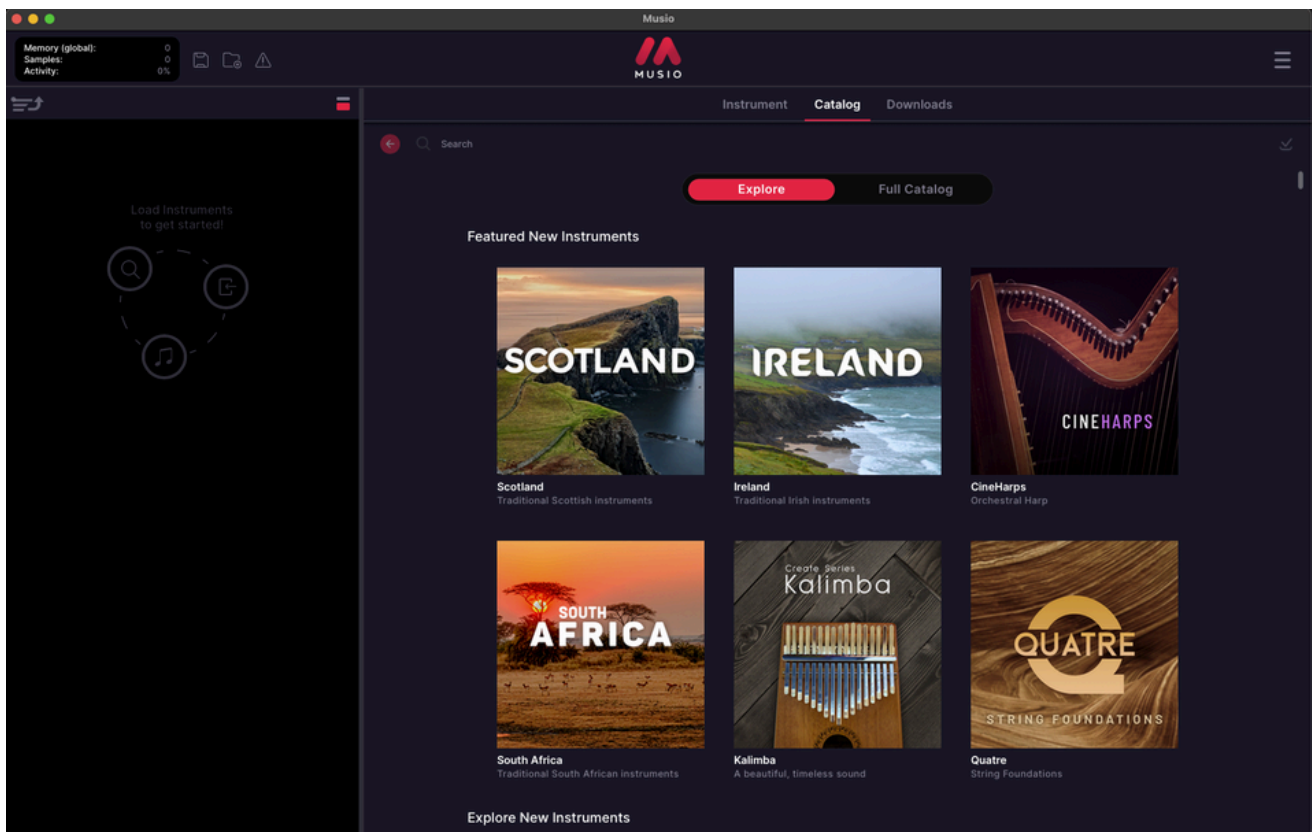 Musio
Memory (global): 0
Samples: 0
Activity: 0%
MUSIO
Instrument Catalog Downloads
Search
Explore Full Catalog
Load Instruments
to get started!
Featured New Instruments
SCOTLAND
IRELAND
CINEHARPS
Scotland
Traditional Scottish instruments
Ireland
Traditional Irish instruments
CineHarps
Orchestral Harp
SOUTH
AFRICA
Create Series
Kalimba
QUATRE
STRING FOUNDATIONS
South Africa
Traditional South African instruments
Kalimba
A beautiful, timeless sound
Quatre
String Foundations
Explore New Instruments